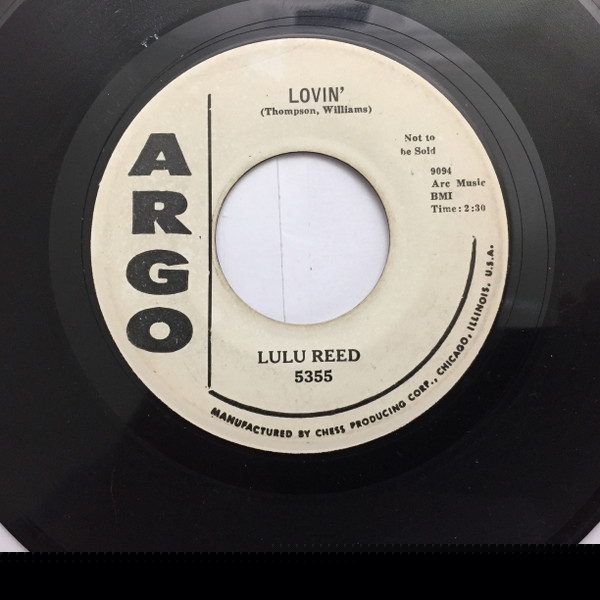 LOVIN'
(Thompson, Williams)
Not to
be Sold
9094
Arc Music
BMI
Time: 2:30
ARGO
LULU REED
5355
MANUFACTURED BY CHESS PRODUCING CORP., CHICAGO, ILLINOIS, U.S.A.